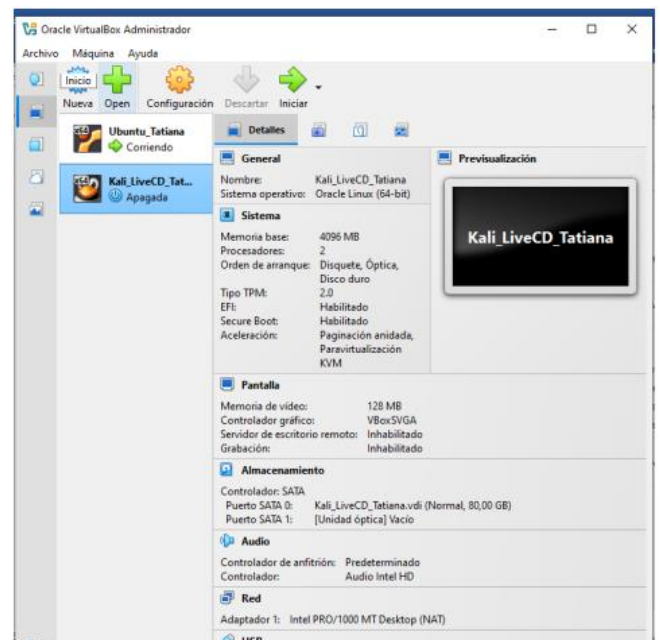 Oracle VirtualBox Administrador
Archivo Máquina Ayuda
Inicio
Nueva Open Configuración Descartar Iniciar
Ubuntu_Tatiana
Corriendo
Kali_LiveCD_Tat...
Apagada
Detalles
General
Nombre: Kali_LiveCD_Tatiana
Sistema operativo: Oracle Linux (64-bit)
Previsualización
Kali_LiveCD_Tatiana
Sistema
Memoria base: 4096 MB
Procesadores: 2
Orden de arranque: Disquete, Óptica,
Disco duro
Tipo TPM: 2.0
EFI: Habilitado
Secure Boot: Habilitado
Aceleración: Paginación anidada,
Paravirtualización
KVM
Pantalla
Memoria de vídeo: 128 MB
Controlador gráfico: VBoxSVGA
Servidor de escritorio remoto: Inhabilitado
Grabación: Inhabilitado
Almacenamiento
Controlador: SATA
Puerto SATA 0: Kali_LiveCD_Tatiana.vdi (Normal, 80,00 GB)
Puerto SATA 1: [Unidad óptica] Vacío
Audio
Controlador de anfitrión: Predeterminado
Controlador: Audio Intel HD
Red
Adaptador 1: Intel PRO/1000 MT Desktop (NAT)